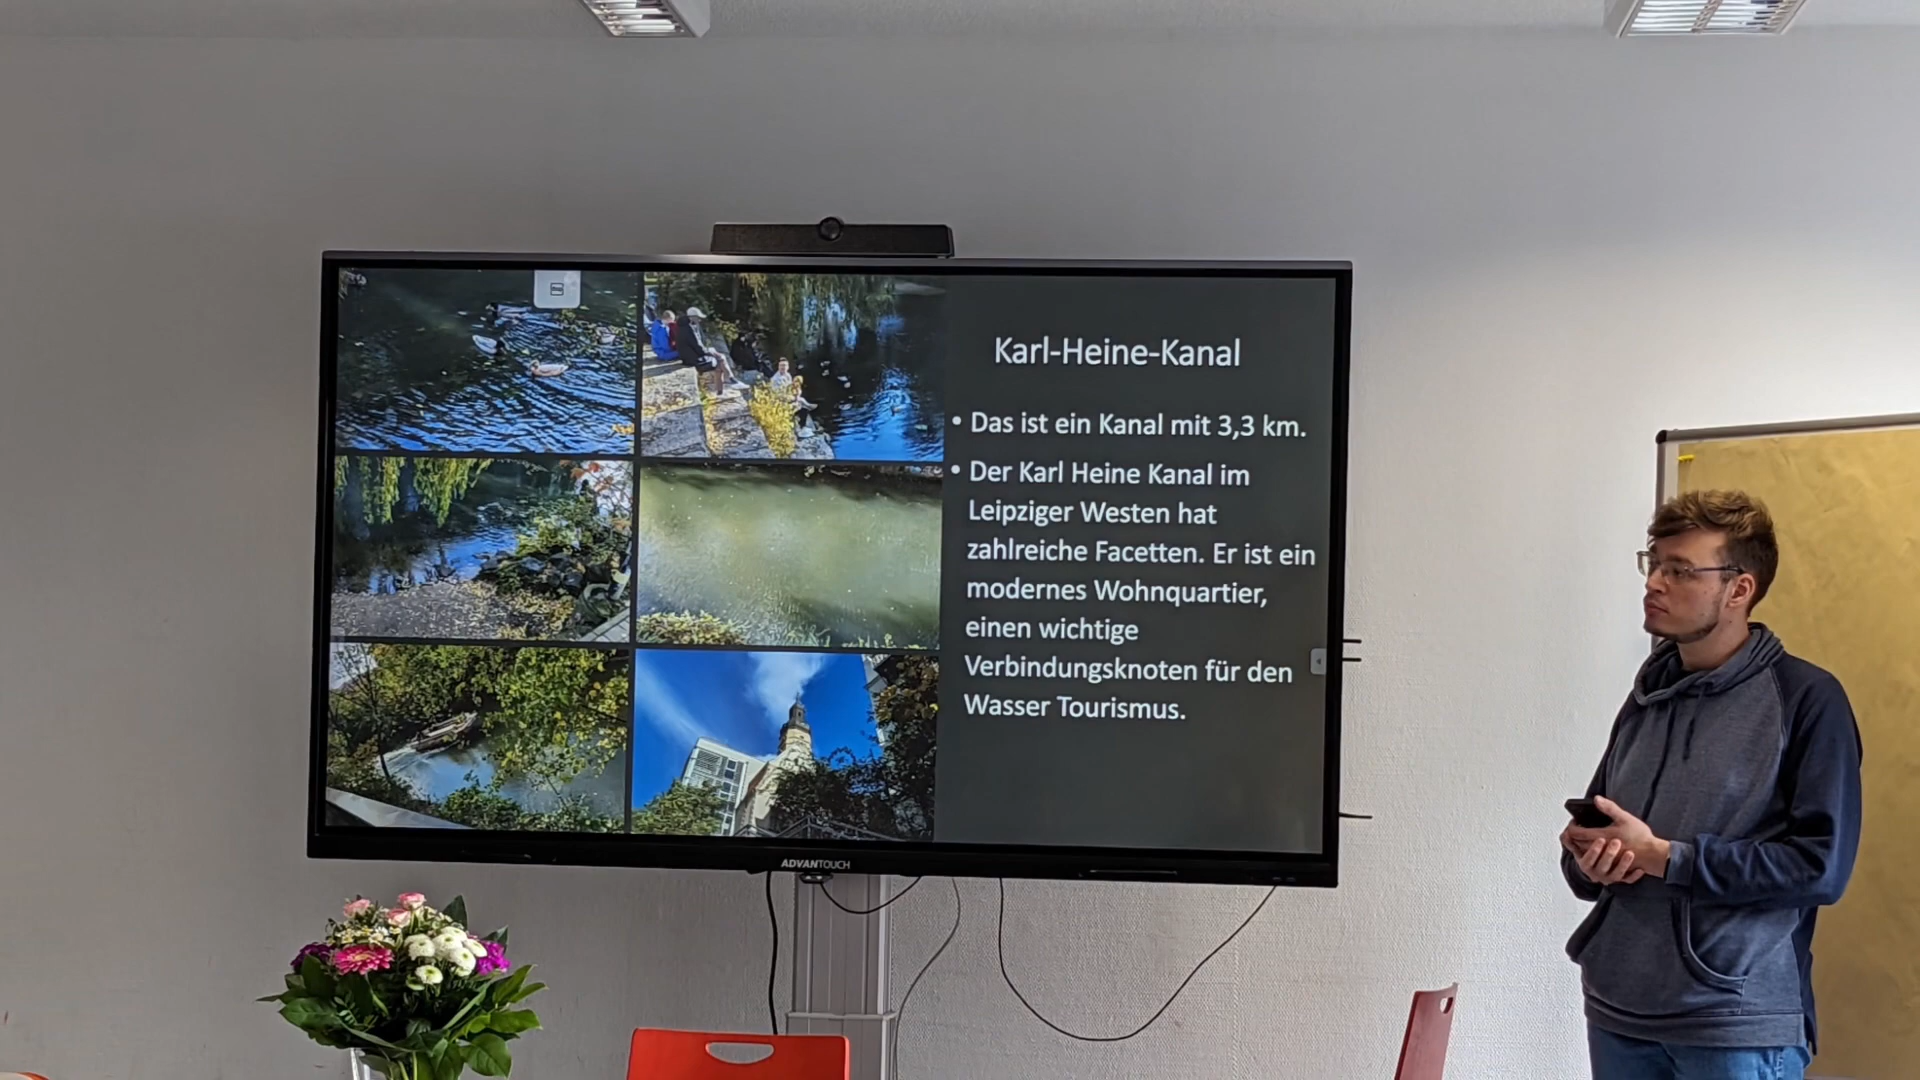 Karl-Heine-Kanal
• Das ist ein Kanal mit 3,3 km.
• Der Karl Heine Kanal im
Leipziger Westen hat
zahlreiche Facetten. Er ist ein
modernes Wohnquartier,
einen wichtige
Verbindungsknoten für den
Wasser Tourismus.
ADVANTOUCH